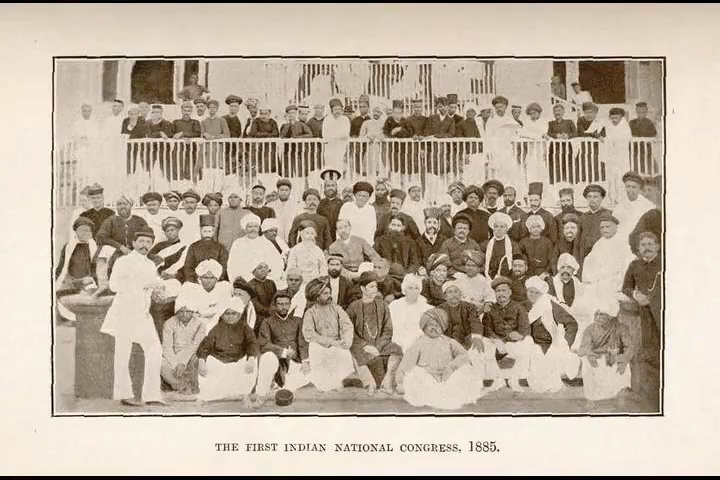 THE FIRST INDIAN NATIONAL CONGRESS, 1885.